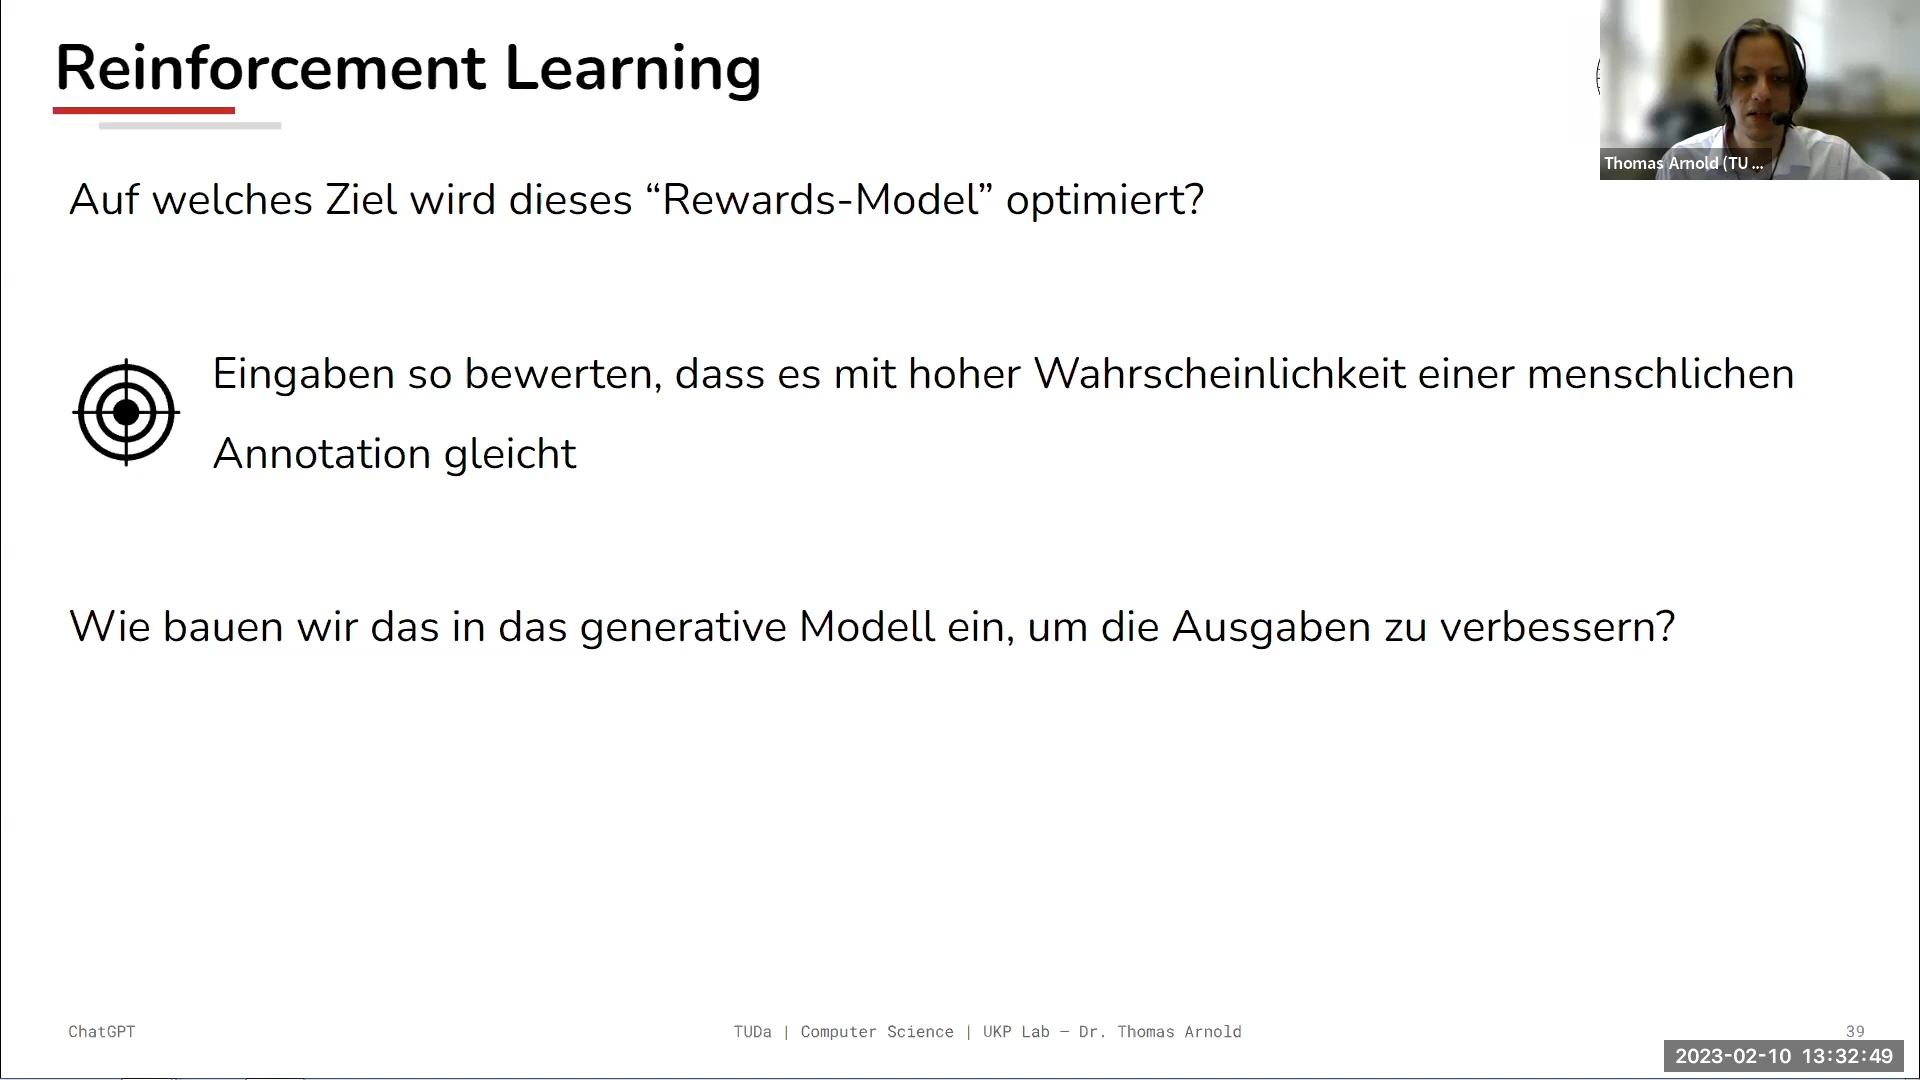 Reinforcement Learning
Thomas Arnold (TU ...
Auf welches Ziel wird dieses “Rewards-Model” optimiert?
Eingaben so bewerten, dass es mit hoher Wahrscheinlichkeit einer menschlichen
Annotation gleicht
Wie bauen wir das in das generative Modell ein, um die Ausgaben zu verbessern?
ChatGPT
TUDa | Computer Science | UKP Lab – Dr. Thomas Arnold
39
2023-02-10 13:32:49